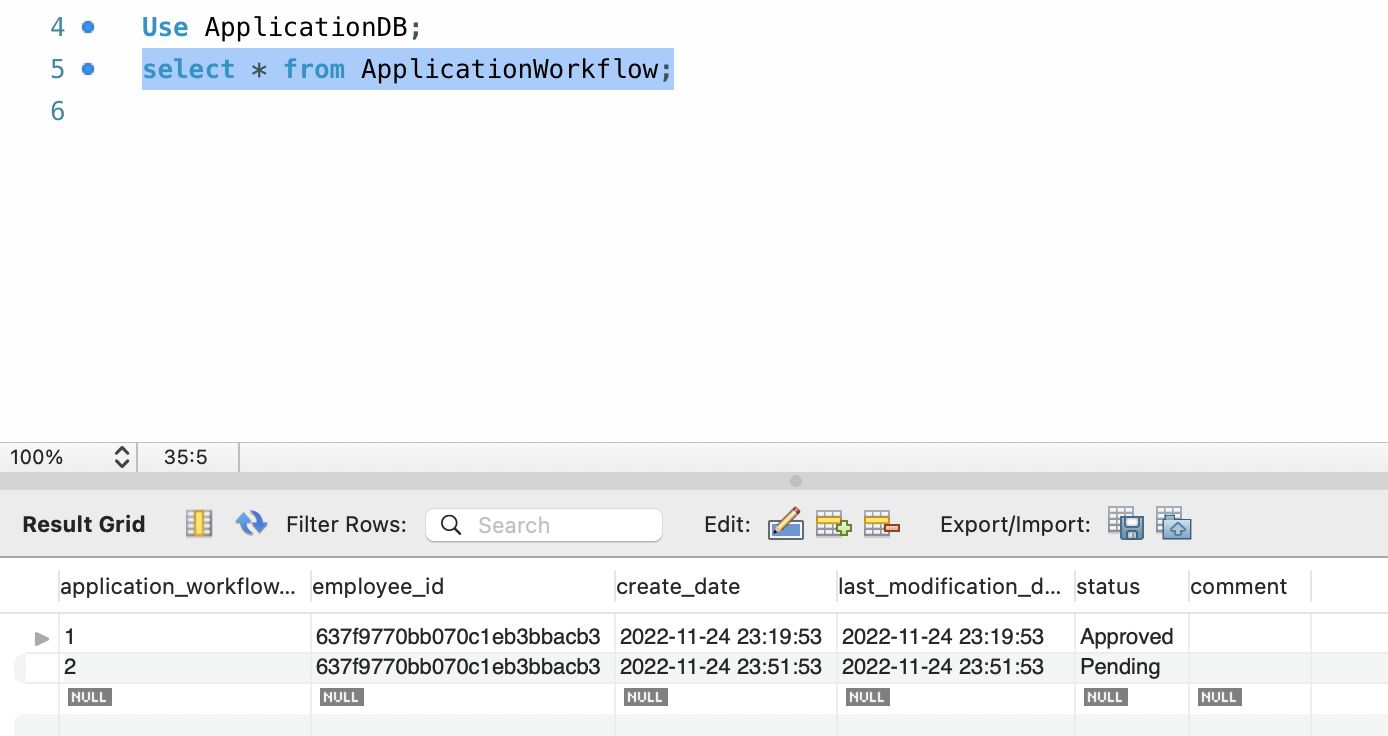 4 Use ApplicationDB;
5 select * from ApplicationWorkflow;
6
100% 35:5
Result Grid Filter Rows: Search Edit: Export/Import:
application_workflow... employee_id create_date last_modification_d... status comment
1 637f9770bb070c1eb3bbacb3 2022-11-24 23:19:53 2022-11-24 23:19:53 Approved
2 637f9770bb070c1eb3bbacb3 2022-11-24 23:51:53 2022-11-24 23:51:53 Pending
NULL NULL NULL NULL NULL NULL